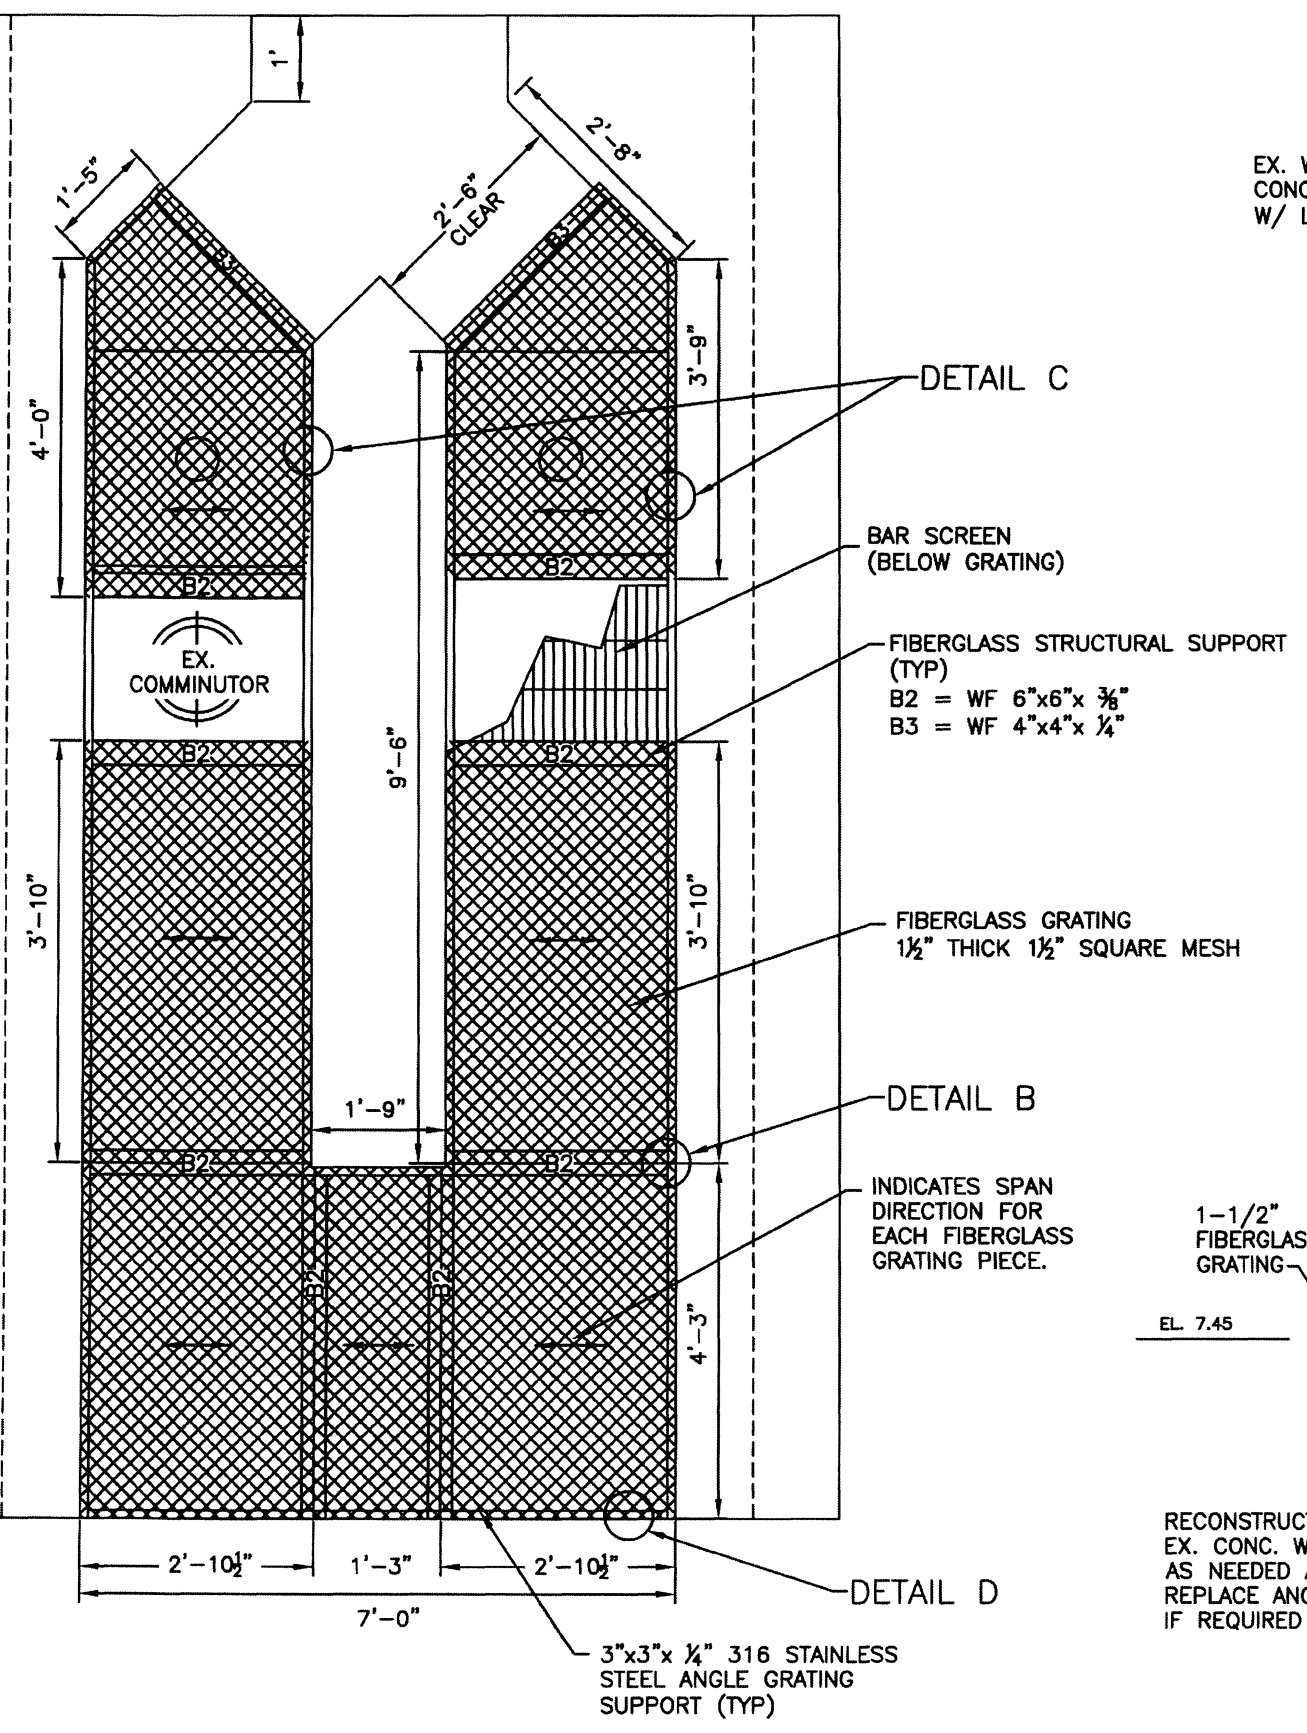 1'
2'-8"
1'-5"
2'-6"
CLEAR
EX. W
CONC
W/ L
B3
B3
3'-9"
4'-0"
DETAIL C
BAR SCREEN
(BELOW GRATING)
B2
B2
EX.
COMMINUTOR
FIBERGLASS STRUCTURAL SUPPORT
(TYP)
B2 = WF 6"x6"x ⅜"
B3 = WF 4"x4"x ¼"
B2
B2
9'-6"
3'-10"
3'-10"
FIBERGLASS GRATING
1½" THICK 1½" SQUARE MESH
1'-9"
DETAIL B
B2
B2
INDICATES SPAN
DIRECTION FOR
EACH FIBERGLASS
GRATING PIECE.
1-1/2"
FIBERGLAS
GRATING
B2
B2
4'-3"
EL. 7.45
RECONSTRUCT
EX. CONC. W
AS NEEDED A
REPLACE ANG
IF REQUIRED
2'-10½"
1'-3"
2'-10½"
DETAIL D
7'-0"
3"x3"x ¼" 316 STAINLESS
STEEL ANGLE GRATING
SUPPORT (TYP)